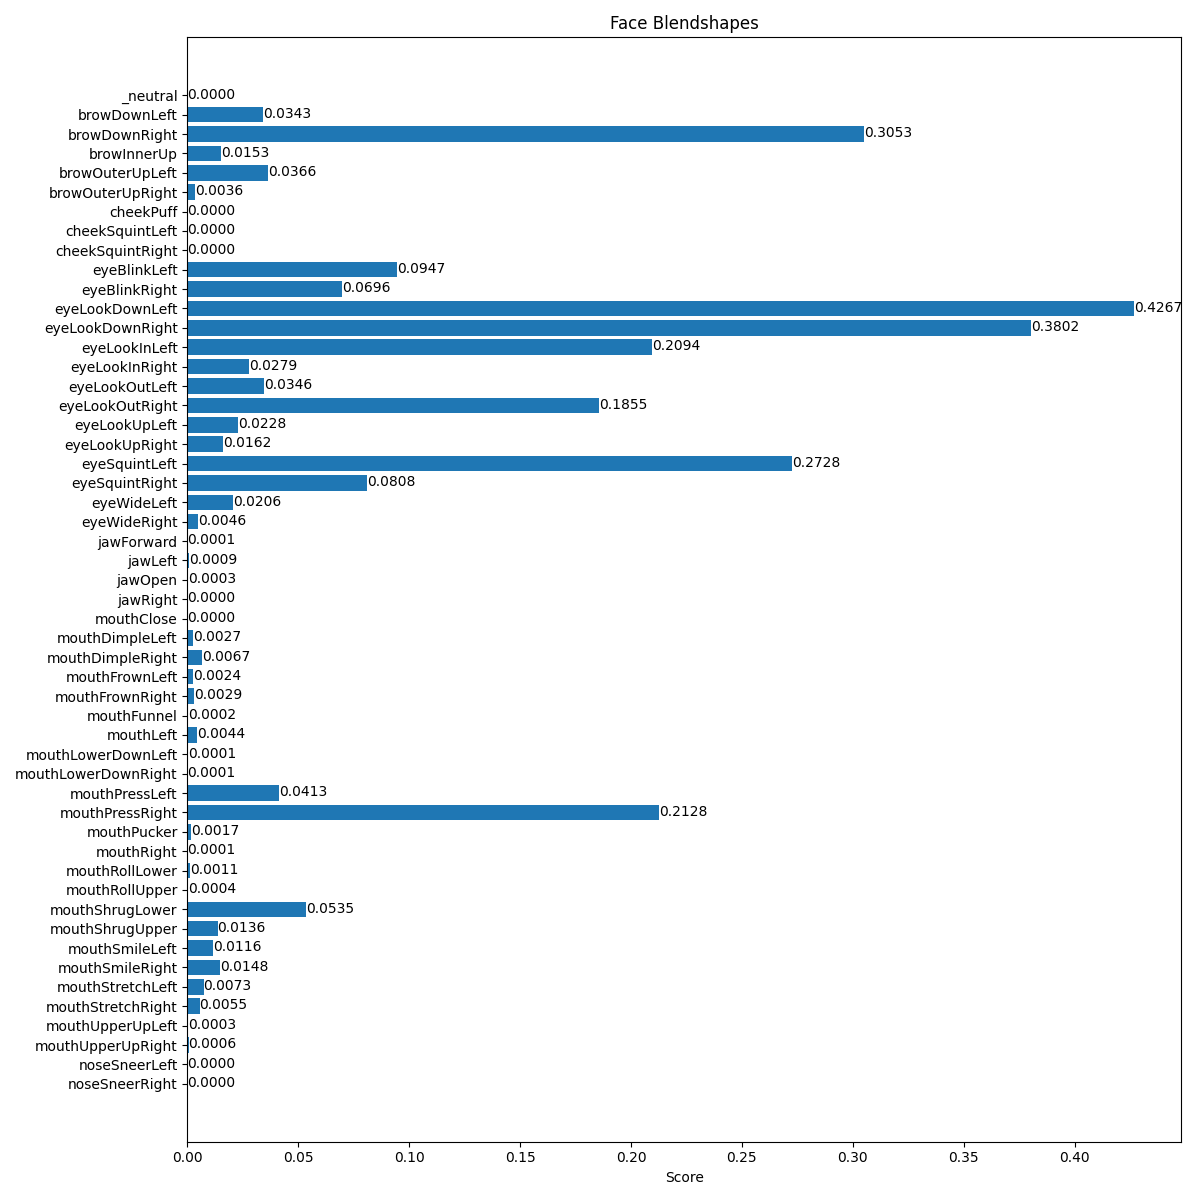 Face Blendshapes
_neutral 0.0000
browDownLeft 0.0343
browDownRight 0.3053
browInnerUp 0.0153
browOuterUpLeft 0.0366
browOuterUpRight 0.0036
cheekPuff 0.0000
cheekSquintLeft 0.0000
cheekSquintRight 0.0000
eyeBlinkLeft 0.0947
eyeBlinkRight 0.0696
eyeLookDownLeft 0.4267
eyeLookDownRight 0.3802
eyeLookInLeft 0.2094
eyeLookInRight 0.0279
eyeLookOutLeft 0.0346
eyeLookOutRight 0.1855
eyeLookUpLeft 0.0228
eyeLookUpRight 0.0162
eyeSquintLeft 0.2728
eyeSquintRight 0.0808
eyeWideLeft 0.0206
eyeWideRight 0.0046
jawForward 0.0001
jawLeft 0.0009
jawOpen 0.0003
jawRight 0.0000
mouthClose 0.0000
mouthDimpleLeft 0.0027
mouthDimpleRight 0.0067
mouthFrownLeft 0.0024
mouthFrownRight 0.0029
mouthFunnel 0.0002
mouthLeft 0.0044
mouthLowerDownLeft 0.0001
mouthLowerDownRight 0.0001
mouthPressLeft 0.0413
mouthPressRight 0.2128
mouthPucker 0.0017
mouthRight 0.0001
mouthRollLower 0.0011
mouthRollUpper 0.0004
mouthShrugLower 0.0535
mouthShrugUpper 0.0136
mouthSmileLeft 0.0116
mouthSmileRight 0.0148
mouthStretchLeft 0.0073
mouthStretchRight 0.0055
mouthUpperUpLeft 0.0003
mouthUpperUpRight 0.0006
noseSneerLeft 0.0000
noseSneerRight 0.0000
0.00 0.05 0.10 0.15 0.20 0.25 0.30 0.35 0.40
Score